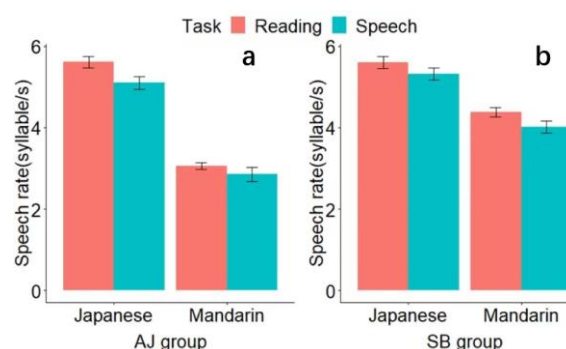 Task Reading Speech
a
b
Speech rate(syllable/s)
6
4
2
0
Japanese Mandarin
AJ group
Speech rate(syllable/s)
6
4
2
0
Japanese Mandarin
SB group